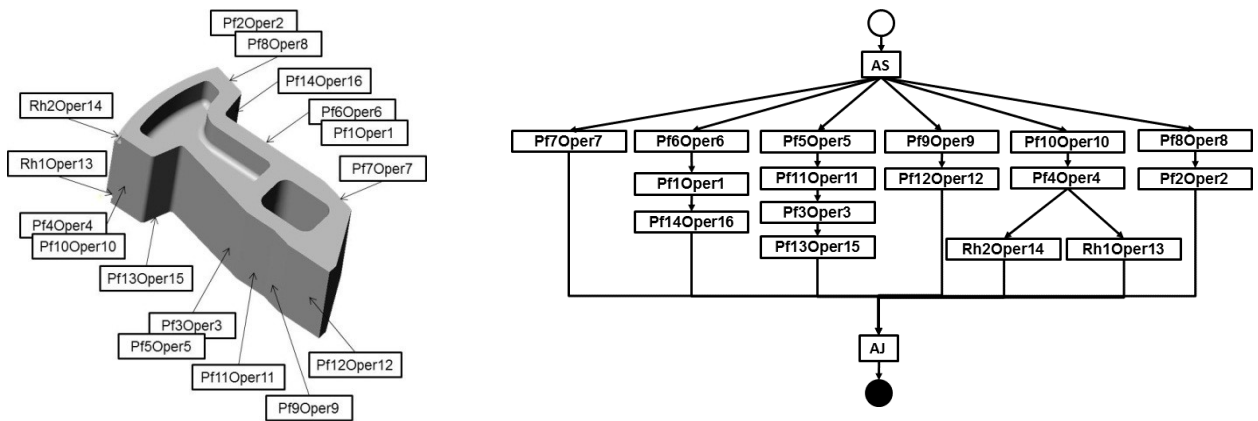 Pf2Oper2
Pf8Oper8
Pf14Oper16
Pf6Oper6
Pf1Oper1
Rh2Oper14
Rh1Oper13
Pf7Oper7
Pf4Oper4
Pf10Oper10
Pf13Oper15
Pf3Oper3
Pf5Oper5
Pf11Oper11
Pf12Oper12
Pf9Oper9
AS
Pf7Oper7 Pf6Oper6 Pf5Oper5 Pf9Oper9 Pf10Oper10 Pf8Oper8
Pf1Oper1 Pf11Oper11 Pf12Oper12 Pf4Oper4 Pf2Oper2
Pf14Oper16 Pf3Oper3
Pf13Oper15 Rh2Oper14 Rh1Oper13
AJ